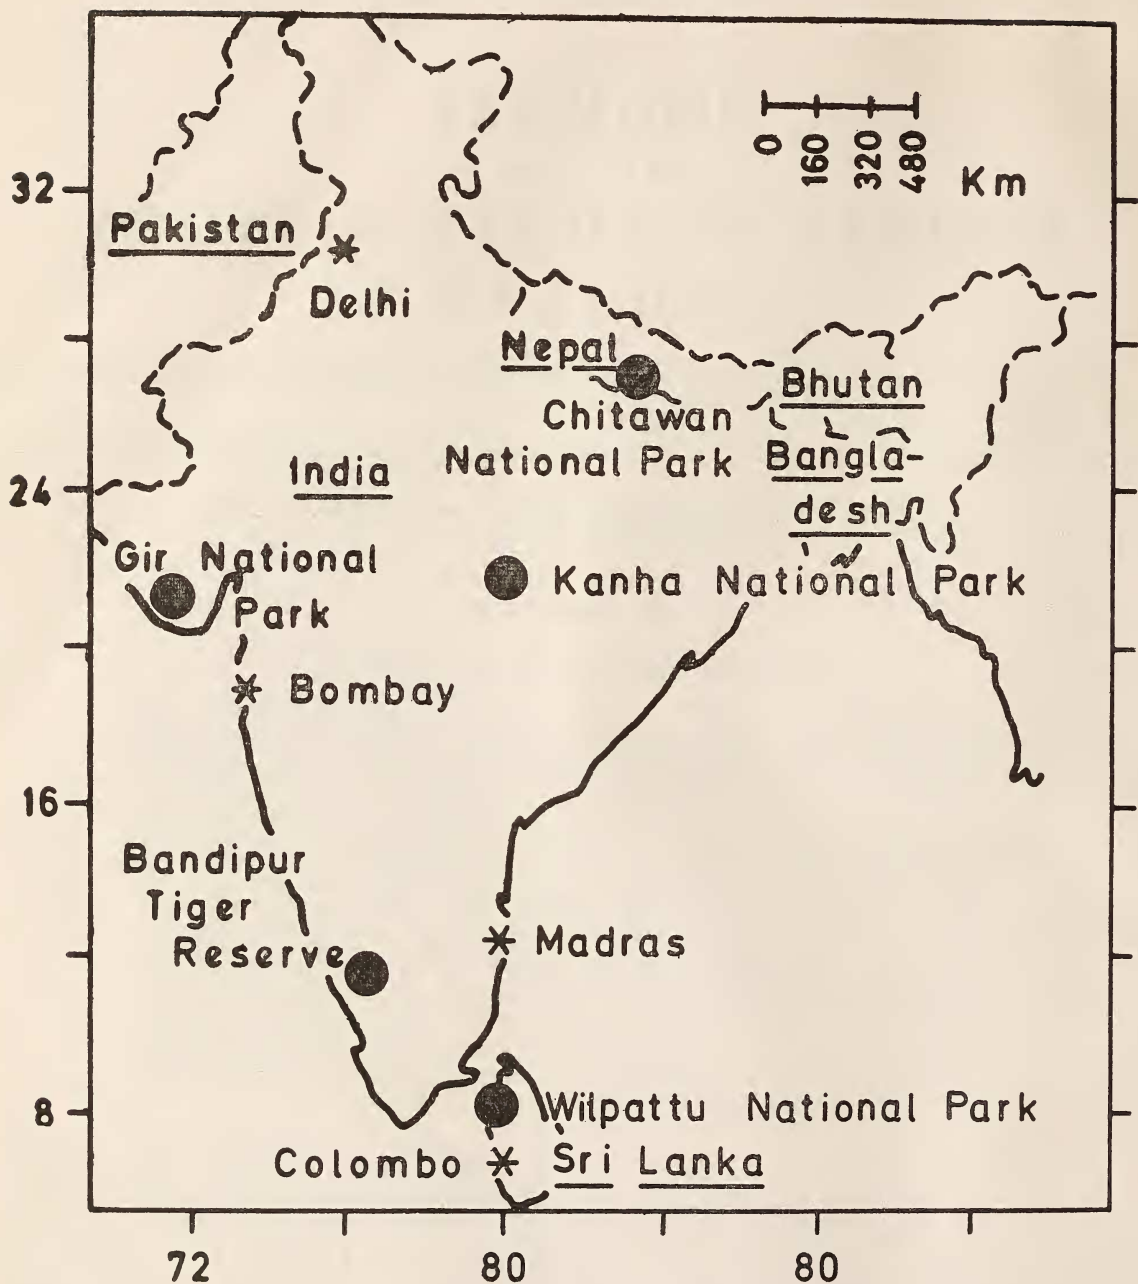 0
160
320
480
Km
32
Pakistan
Delhi
Nepal
Bhutan
Chitawan
National Park
Bangla-
desh
India
24
Gir National
Park
Kanha National Park
Bombay
16
Bandipur
Tiger
Reserve
Madras
8
Wilpattu National Park
Colombo
Sri Lanka
72
80
80